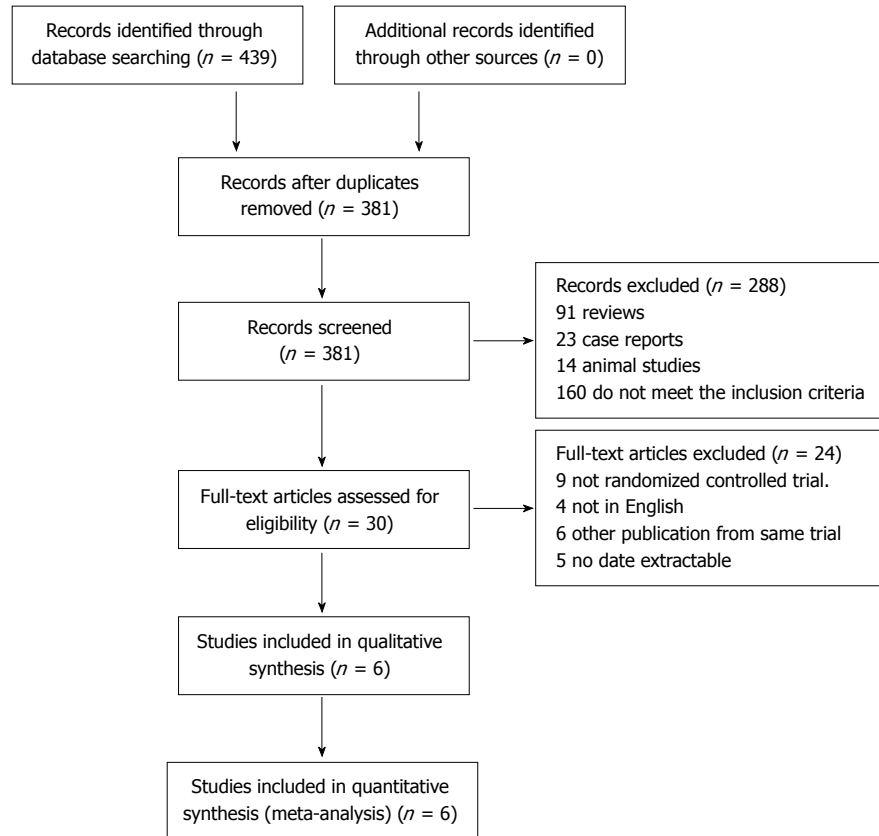 Records identified through
database searching (n = 439)
Additional records identified
through other sources (n = 0)
Records after duplicates
removed (n = 381)
Records screened
(n = 381)
Records excluded (n = 288)
91 reviews
23 case reports
14 animal studies
160 do not meet the inclusion criteria
Full-text articles assessed for
eligibility (n = 30)
Full-text articles excluded (n = 24)
9 not randomized controlled trial.
4 not in English
6 other publication from same trial
5 no date extractable
Studies included in qualitative
synthesis (n = 6)
Studies included in quantitative
synthesis (meta-analysis) (n = 6)